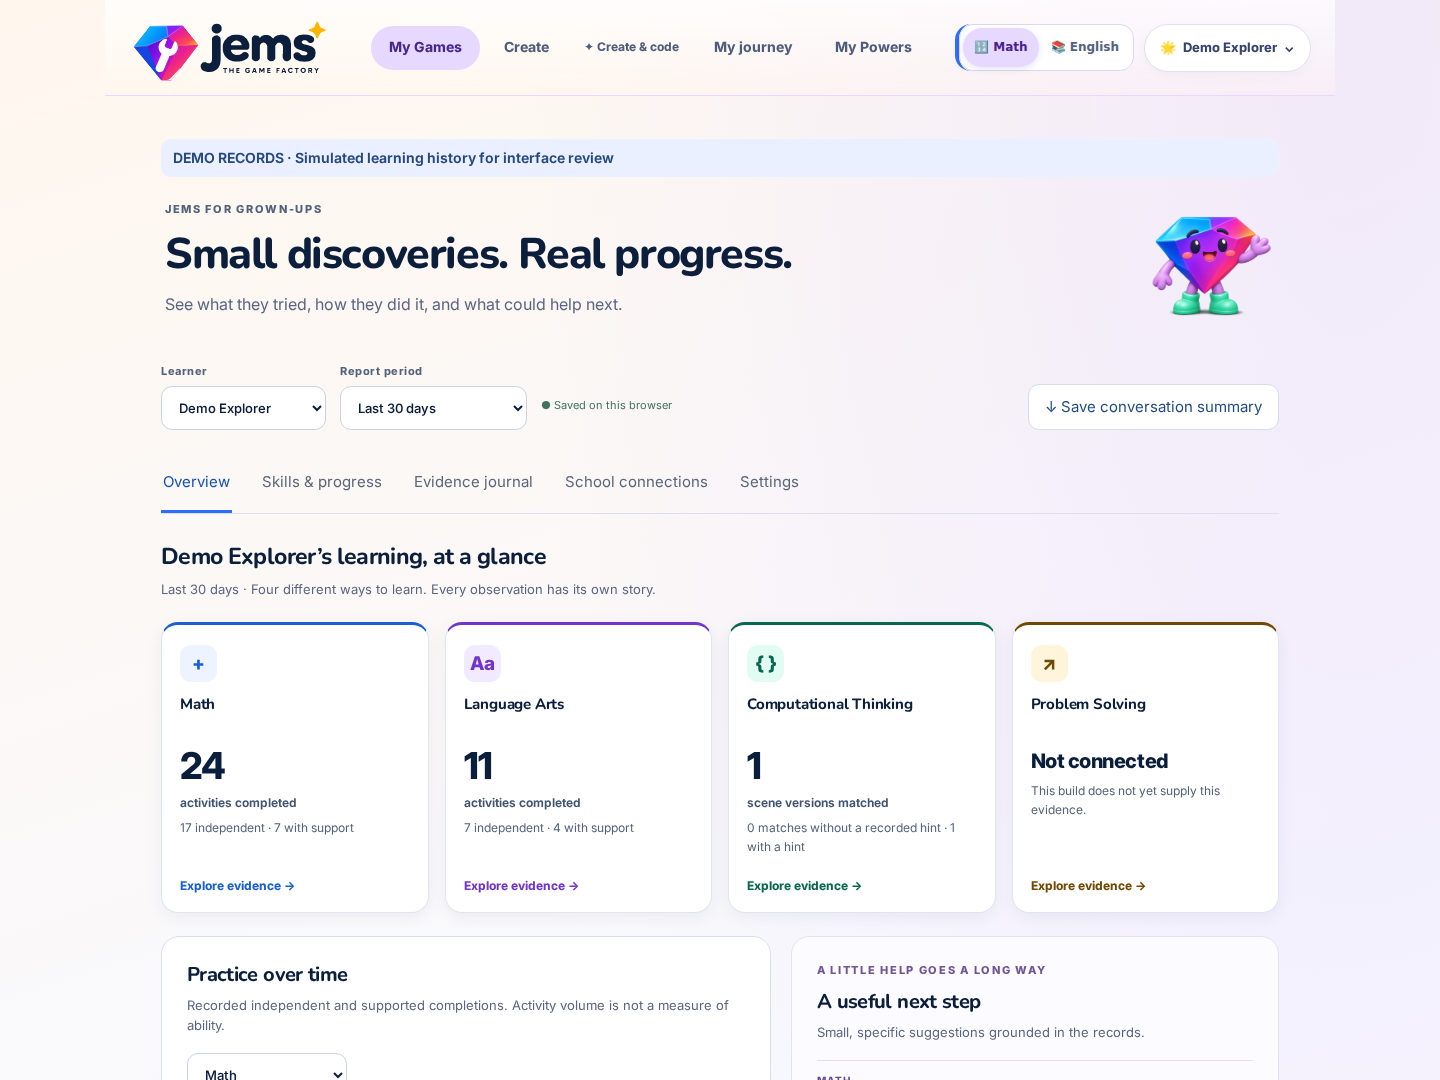 jems
THE GAME FACTORY
My Games
Create
✦ Create & code
My journey
My Powers
Math
English
Demo Explorer
DEMO RECORDS · Simulated learning history for interface review
JEMS FOR GROWN-UPS
Small discoveries. Real progress.
See what they tried, how they did it, and what could help next.
Learner
Report period
Demo Explorer
Last 30 days
Saved on this browser
↓ Save conversation summary
Overview
Skills & progress
Evidence journal
School connections
Settings
Demo Explorer’s learning, at a glance
Last 30 days · Four different ways to learn. Every observation has its own story.
+
Math
24
activities completed
17 independent · 7 with support
Explore evidence →
Aa
Language Arts
11
activities completed
7 independent · 4 with support
Explore evidence →
{ }
Computational Thinking
1
scene versions matched
0 matches without a recorded hint · 1
with a hint
Explore evidence →
Problem Solving
Not connected
This build does not yet supply this
evidence.
Explore evidence →
Practice over time
Recorded independent and supported completions. Activity volume is not a measure of
ability.
Math
A LITTLE HELP GOES A LONG WAY
A useful next step
Small, specific suggestions grounded in the records.
MATH